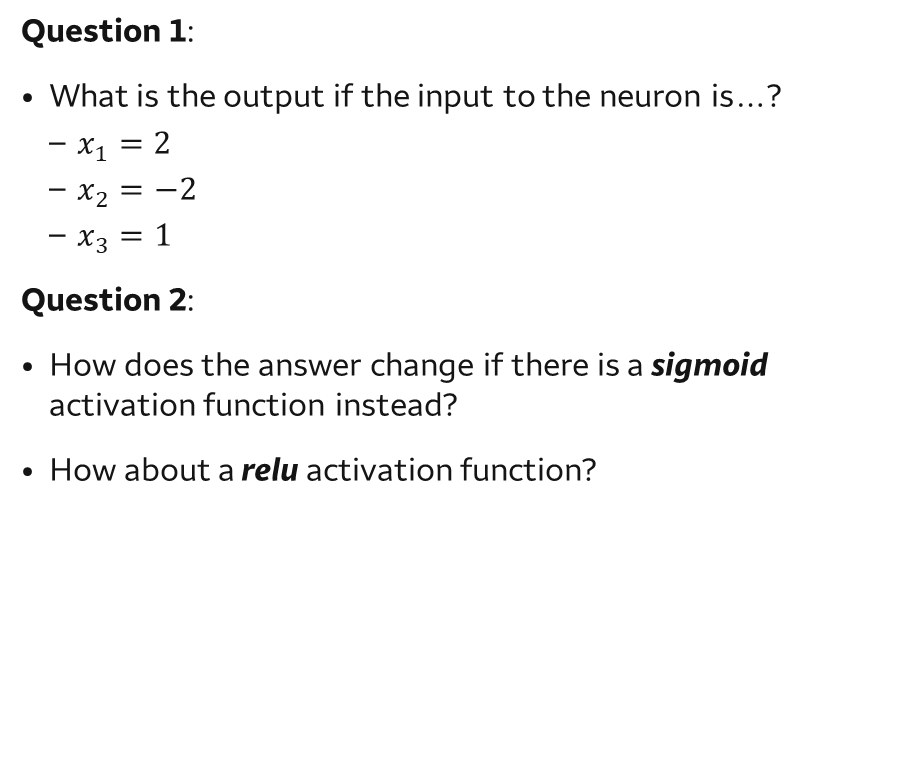 Question 1:
• What is the output if the input to the neuron is…?
– x₁ = 2
– x₂ = −2
– x₃ = 1
Question 2:
• How does the answer change if there is a sigmoid
activation function instead?
• How about a relu activation function?